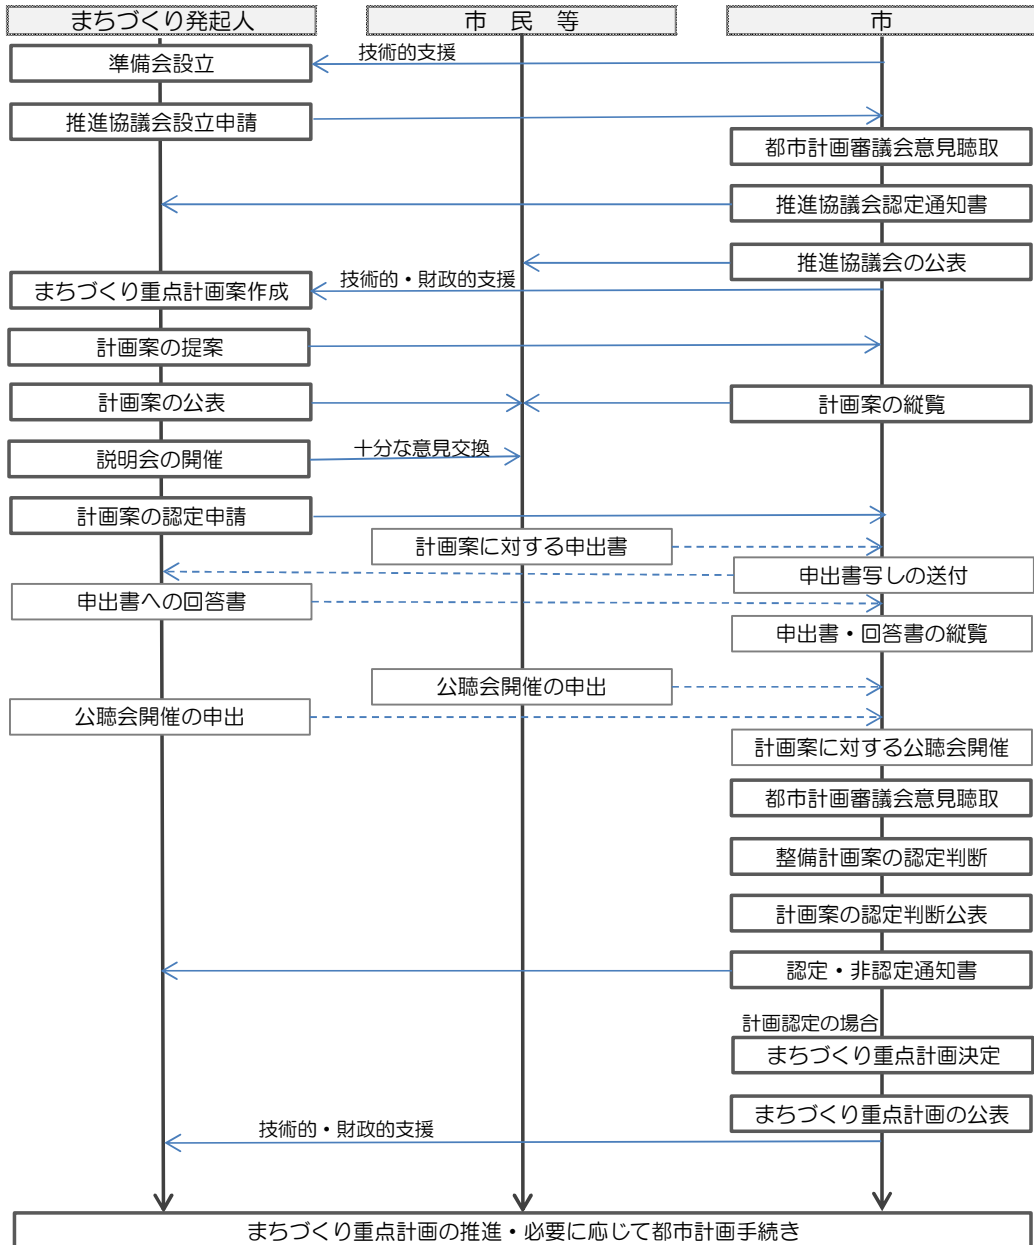 まちづくり発起人
市 民 等
市
技術的支援
準備会設立
推進協議会設立申請
都市計画審議会意見聴取
推進協議会認定通知書
推進協議会の公表
技術的・財政的支援
まちづくり重点計画案作成
計画案の提案
計画案の公表
計画案の縦覧
十分な意見交換
説明会の開催
計画案の認定申請
計画案に対する申出書
申出書写しの送付
申出書への回答書
申出書・回答書の縦覧
公聴会開催の申出
公聴会開催の申出
計画案に対する公聴会開催
都市計画審議会意見聴取
整備計画案の認定判断
計画案の認定判断公表
認定・非認定通知書
計画認定の場合
まちづくり重点計画決定
まちづくり重点計画の公表
技術的・財政的支援
まちづくり重点計画の推進・必要に応じて都市計画手続き